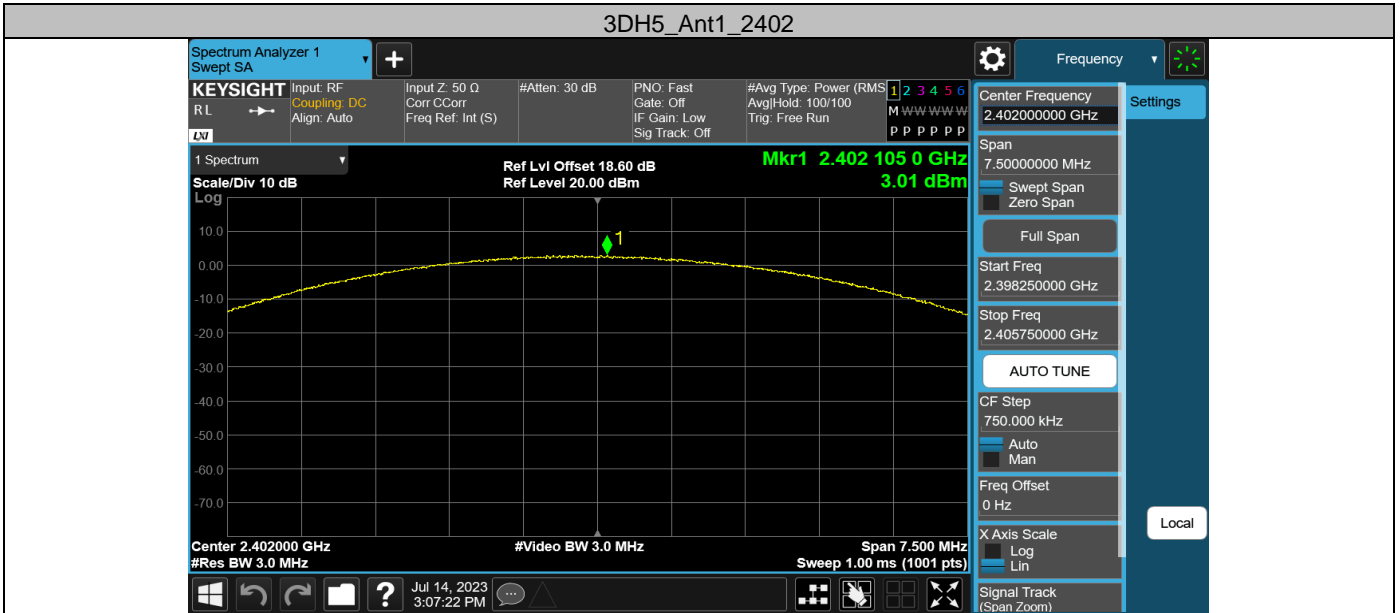 3DH5_Ant1_2402
Spectrum Analyzer 1
Swept SA
Frequency
KEYSIGHT
RL
LXI
Input: RF
Coupling: DC
Align: Auto
Input Z: 50 Ω
Corr CCorr
Freq Ref: Int (S)
#Atten: 30 dB
PNO: Fast
Gate: Off
IF Gain: Low
Sig Track: Off
#Avg Type: Power (RMS
Avg|Hold: 100/100
Trig: Free Run
1 2 3 4 5 6
M W W W W W
P P P P P P
1 Spectrum
Scale/Div 10 dB
Log
Ref Lvl Offset 18.60 dB
Ref Level 20.00 dBm
Mkr1 2.402 105 0 GHz
3.01 dBm
1
10.0
0.00
-10.0
-20.0
-30.0
-40.0
-50.0
-60.0
-70.0
Center 2.402000 GHz
#Res BW 3.0 MHz
#Video BW 3.0 MHz
Span 7.500 MHz
Sweep 1.00 ms (1001 pts)
Jul 14, 2023
3:07:22 PM
Center Frequency
2.402000000 GHz
Span
7.50000000 MHz
Swept Span
Zero Span
Full Span
Start Freq
2.398250000 GHz
Stop Freq
2.405750000 GHz
AUTO TUNE
CF Step
750.000 kHz
Auto
Man
Freq Offset
0 Hz
X Axis Scale
Log
Lin
Signal Track
(Span Zoom)
Settings
Local